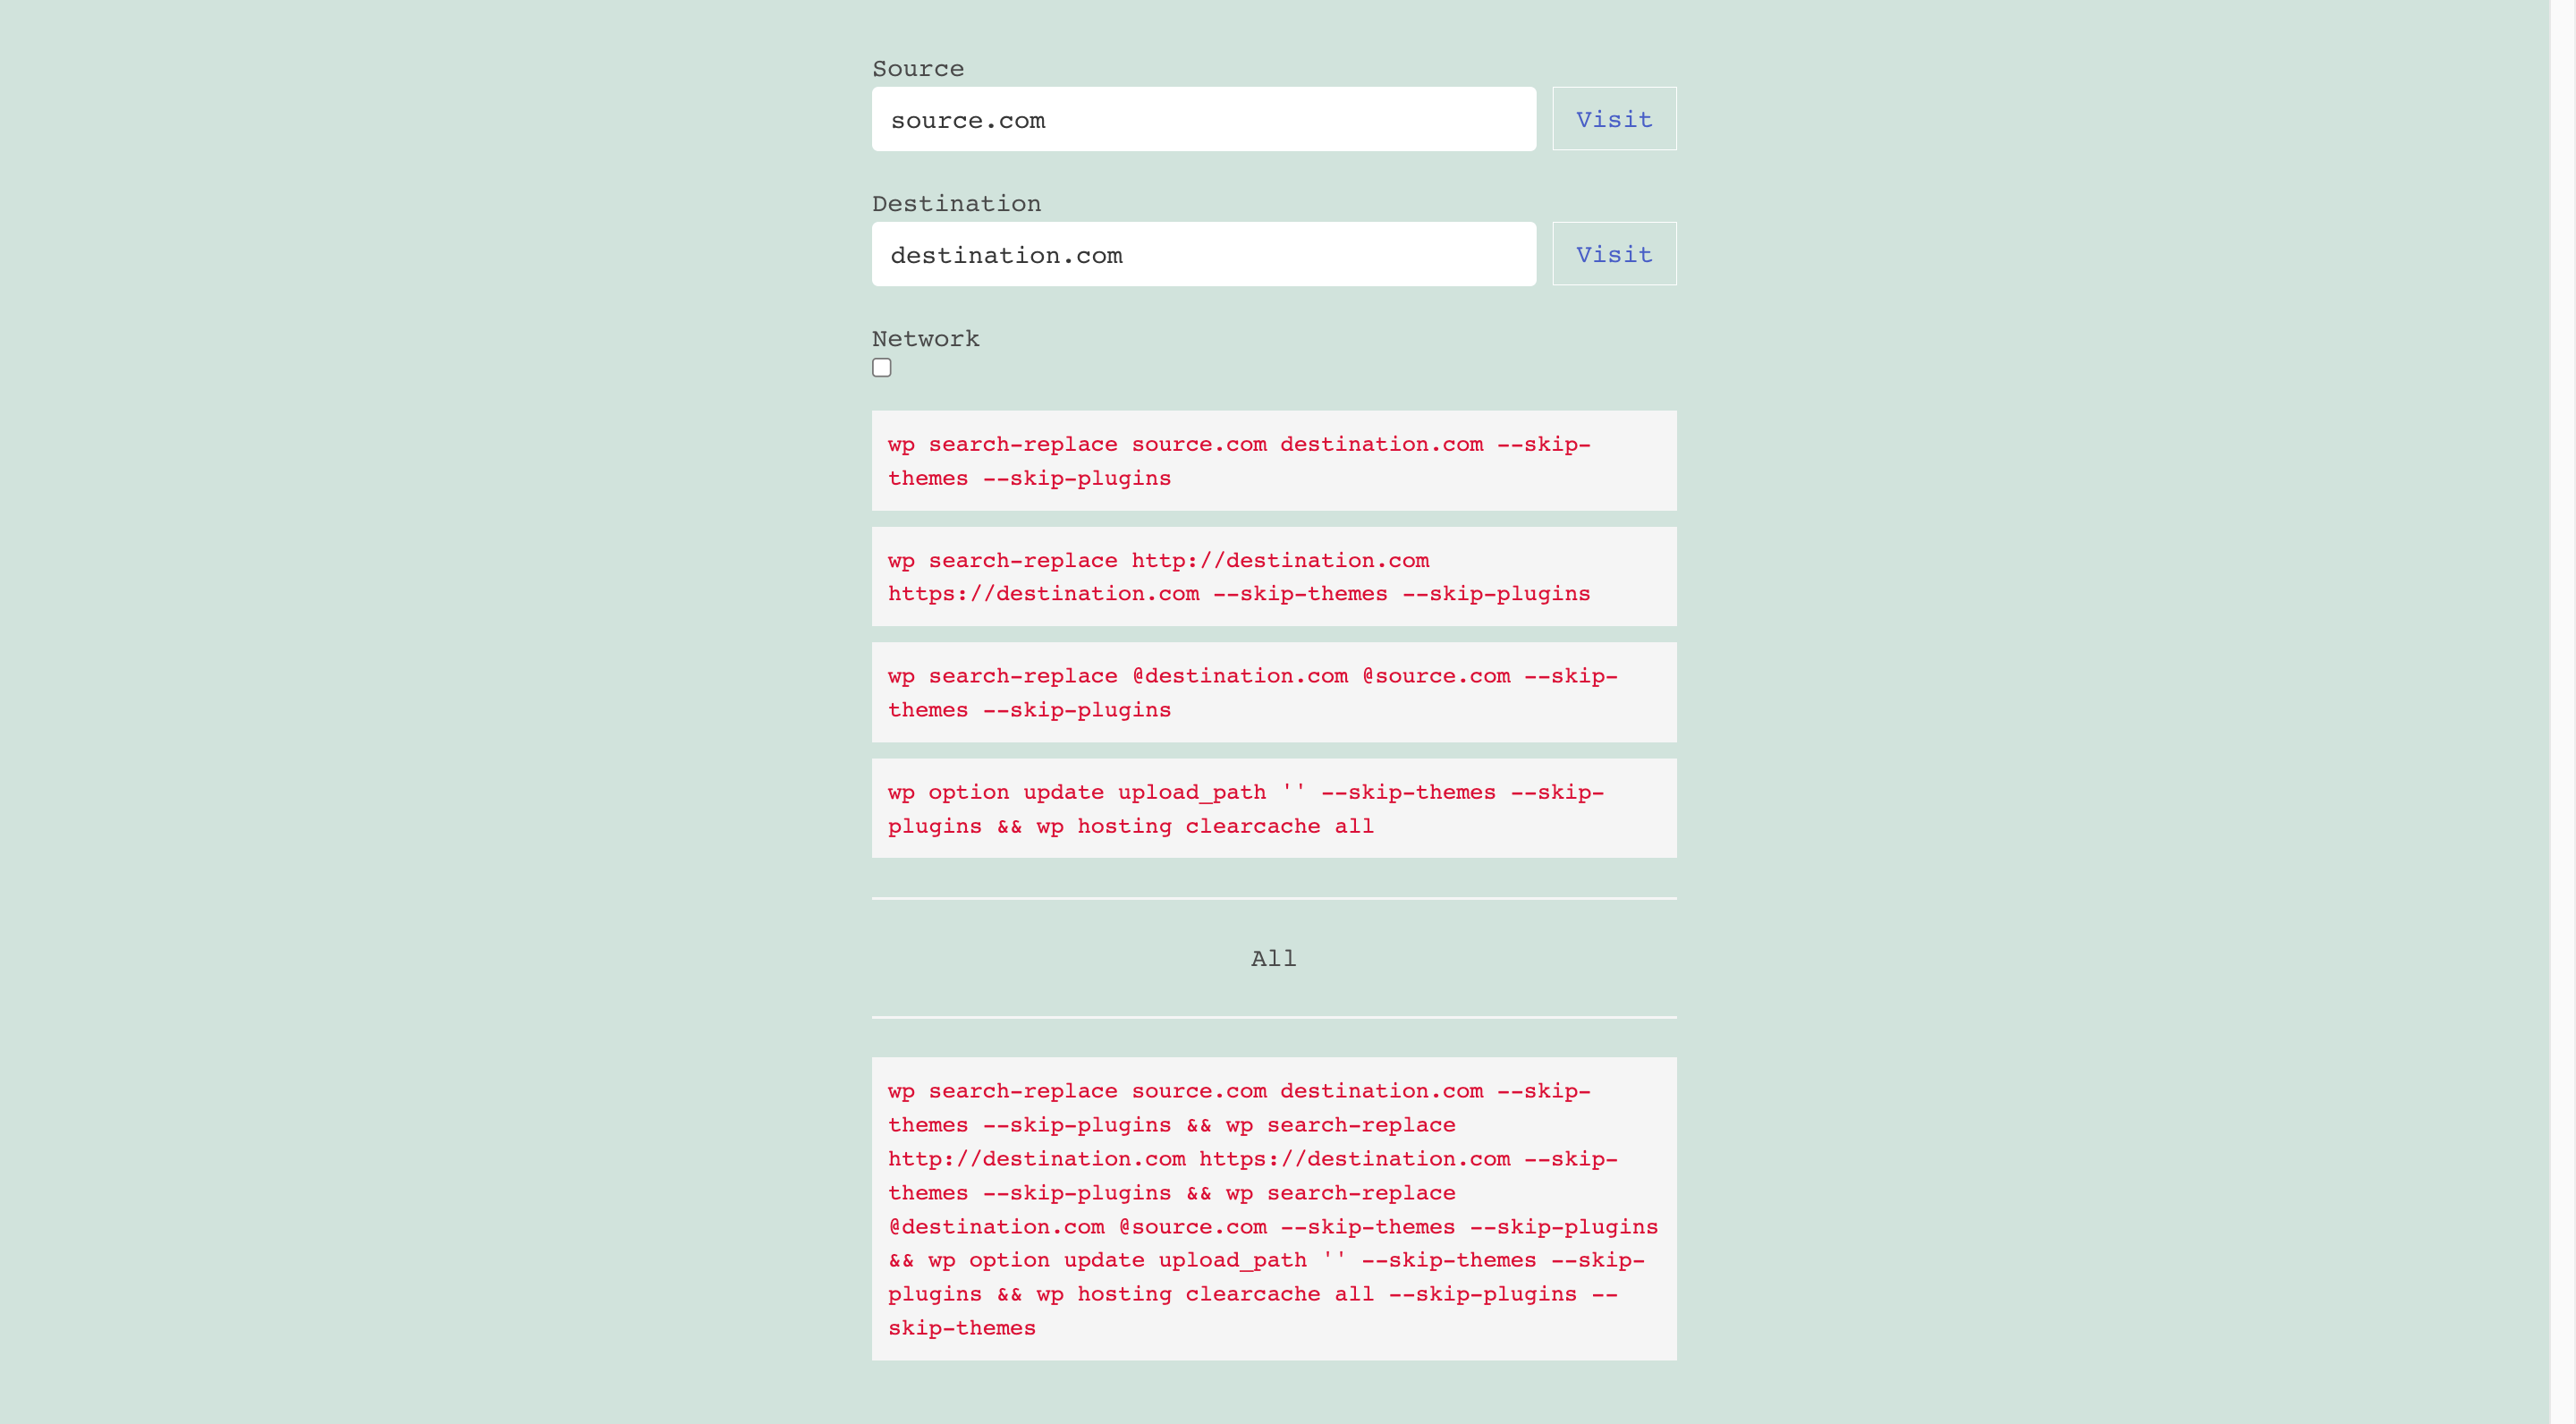 Source
source.com
Visit
Destination
destination.com
Visit
Network
wp search-replace source.com destination.com --skip-
themes --skip-plugins
wp search-replace http://destination.com
https://destination.com --skip-themes --skip-plugins
wp search-replace @destination.com @source.com --skip-
themes --skip-plugins
wp option update upload_path '' --skip-themes --skip-
plugins && wp hosting clearcache all
All
wp search-replace source.com destination.com --skip-
themes --skip-plugins && wp search-replace
http://destination.com https://destination.com --skip-
themes --skip-plugins && wp search-replace
@destination.com @source.com --skip-themes --skip-plugins
&& wp option update upload_path '' --skip-themes --skip-
plugins && wp hosting clearcache all --skip-plugins --
skip-themes